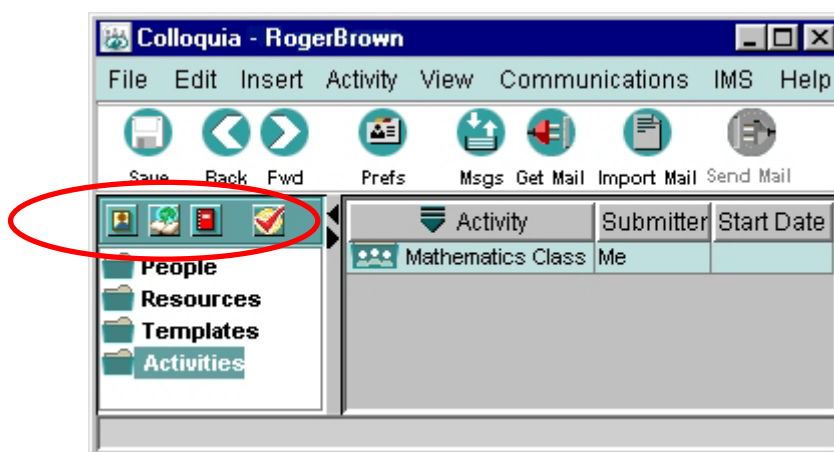 Colloquia - RogerBrown
File Edit Insert Activity View Communications IMS Help
Save Back Fwd Prefs Msgs Get Mail Import Mail Send Mail
Activity Submitter Start Date
Mathematics Class Me
People
Resources
Templates
Activities